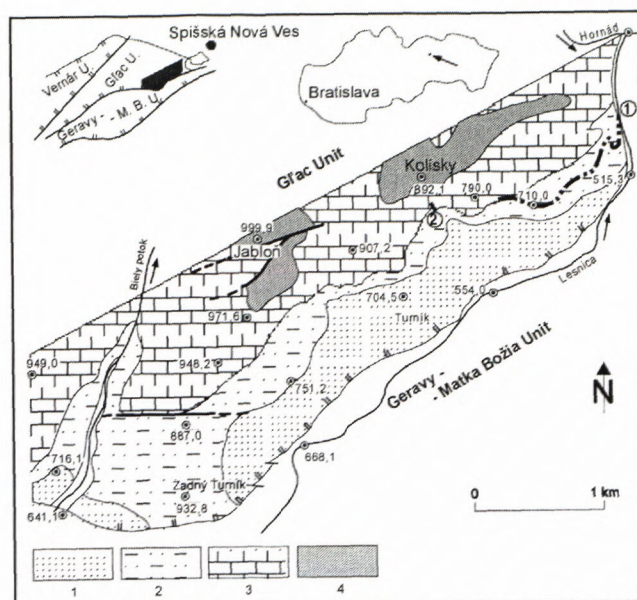 Spišská Nová Ves
Vernár U.
Gľac U.
Geravy - M. B. U.
Bratislava
Hornád
Gľac Unit
Kolisky
892,1
790,0
710,0
515,3
1
2
999,9
Jabloň
907,2
Biely potok
971,6
704,5
Turník
554,0
Lesnica
949,0
948,2
751,2
Geravy -
- Matka Božia Unit
N
887,0
716,1
668,1
Zadný Turník
932,8
641,1
0 1 km
1 2 3 4